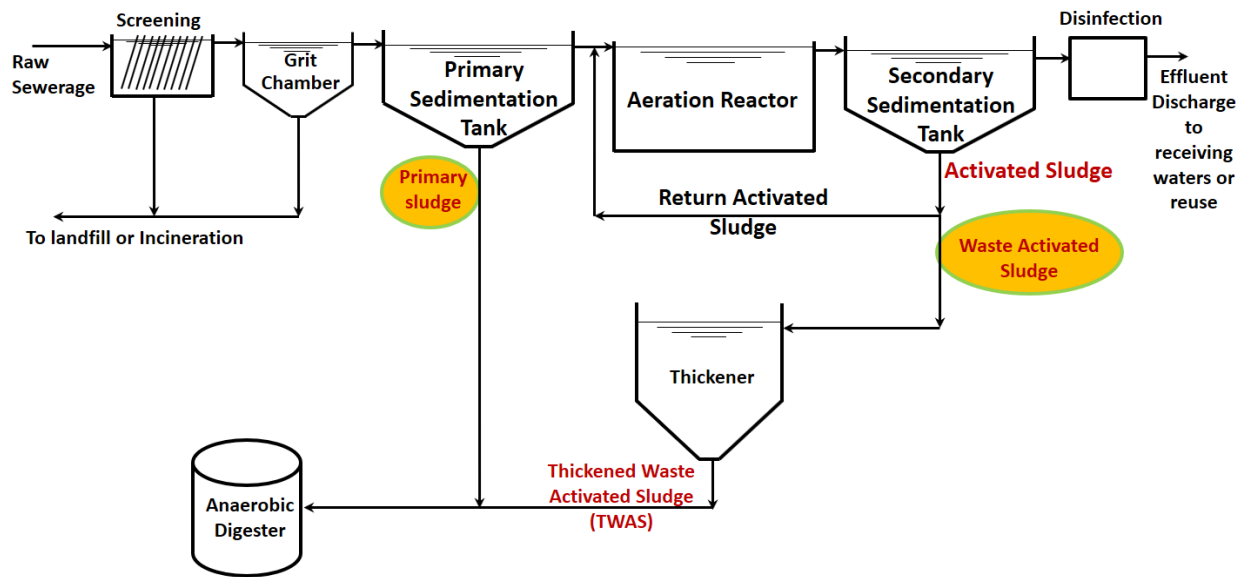 Screening
Raw
Sewerage
Grit
Chamber
Primary
Sedimentation
Tank
Aeration Reactor
Secondary
Sedimentation
Tank
Disinfection
Effluent
Discharge
to
receiving
waters or
reuse
Primary
sludge
Activated Sludge
Return Activated
Sludge
To landfill or Incineration
Waste Activated
Sludge
Thickener
Thickened Waste
Activated Sludge
(TWAS)
Anaerobic
Digester